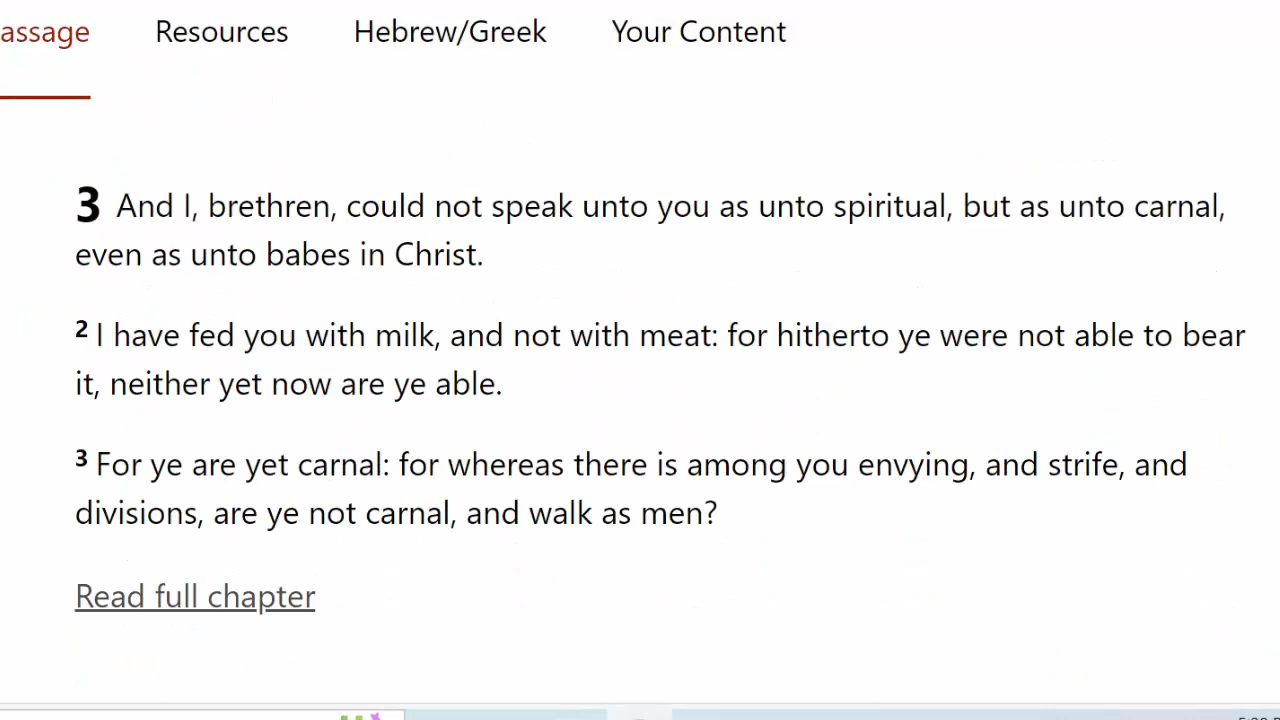 assage Resources Hebrew/Greek Your Content
3 And I, brethren, could not speak unto you as unto spiritual, but as unto carnal,
even as unto babes in Christ.
2 I have fed you with milk, and not with meat: for hitherto ye were not able to bear
it, neither yet now are ye able.
3 For ye are yet carnal: for whereas there is among you envying, and strife, and
divisions, are ye not carnal, and walk as men?
Read full chapter